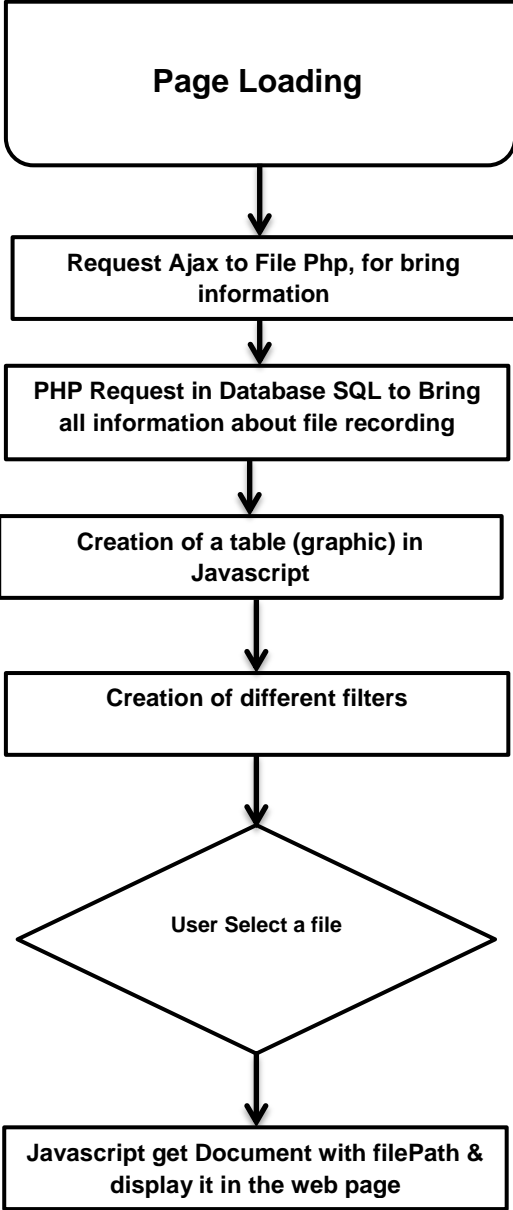 Page Loading
Request Ajax to File Php, for bring
information
PHP Request in Database SQL to Bring
all information about file recording
Creation of a table (graphic) in
Javascript
Creation of different filters
User Select a file
Javascript get Document with filePath &
display it in the web page